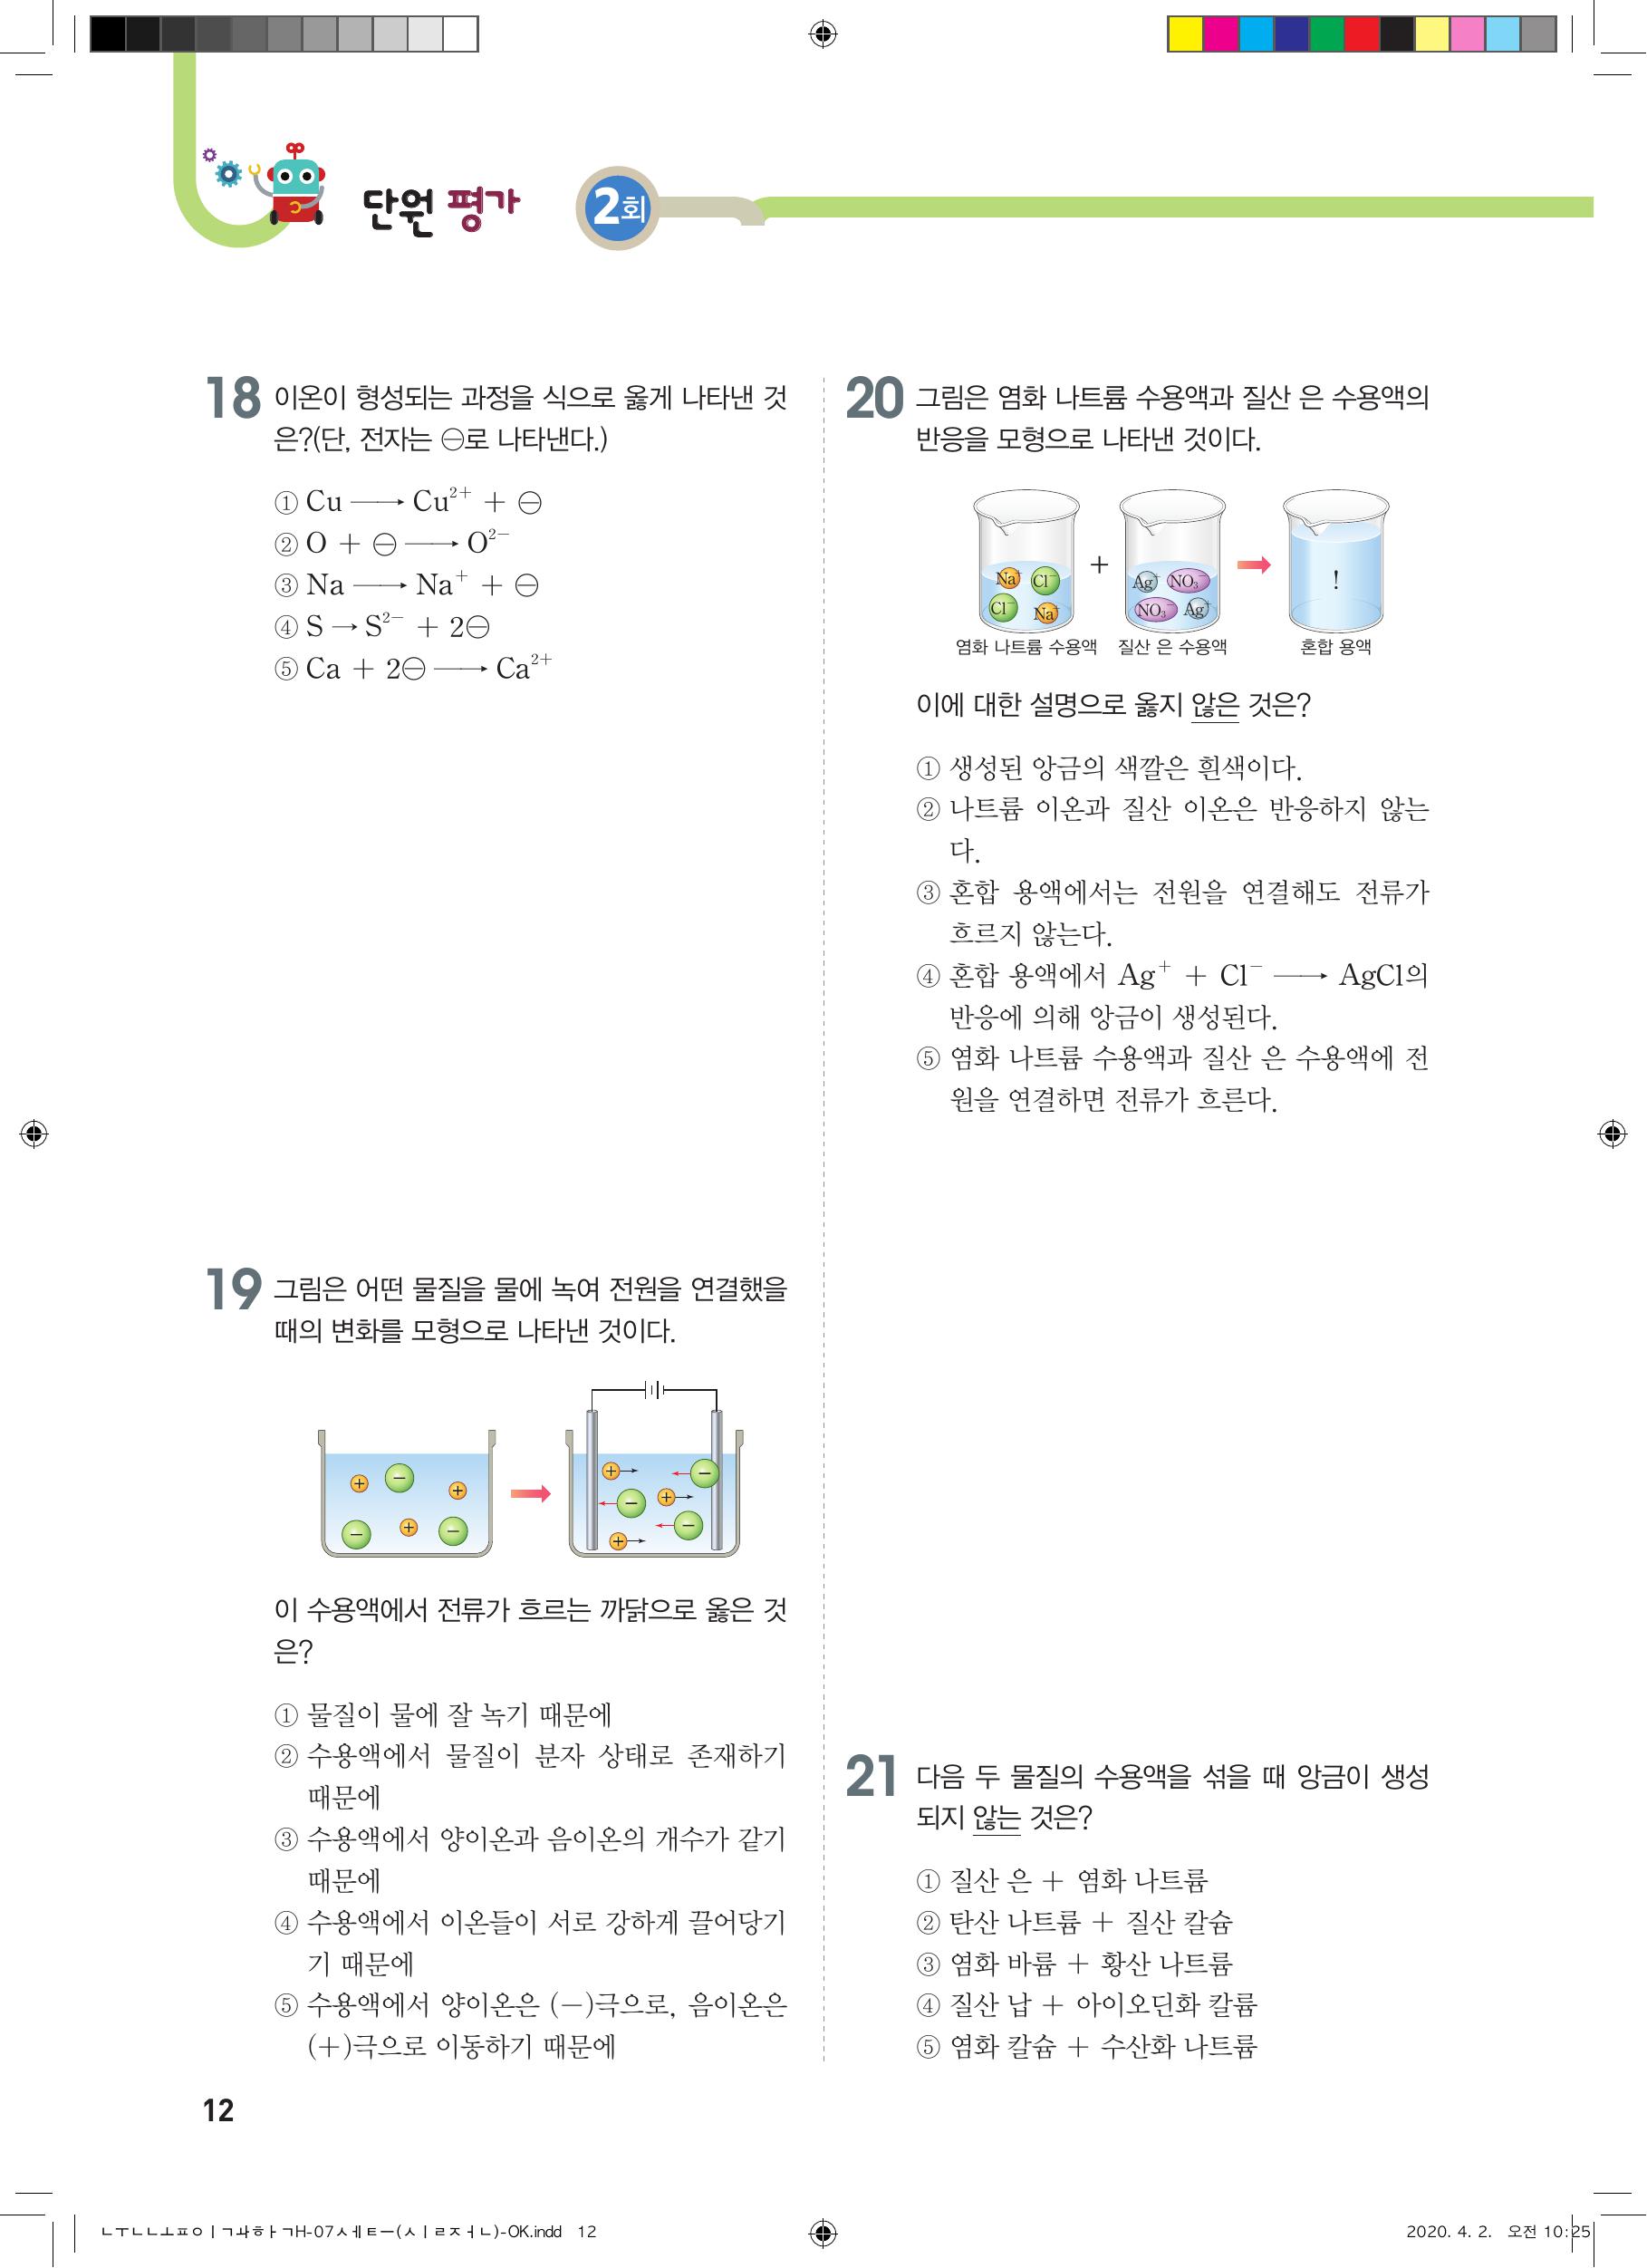 단원 평가 2회
18 이온이 형성되는 과정을 식으로 옳게 나타낸 것
은?(단, 전자는 ⊖로 나타낸다.)
① Cu ⟶ Cu²⁺ + ⊖
② O + ⊖ ⟶ O²⁻
③ Na ⟶ Na⁺ + ⊖
④ S → S²⁻ + 2⊖
⑤ Ca + 2⊖ ⟶ Ca²⁺
19 그림은 어떤 물질을 물에 녹여 전원을 연결했을
때의 변화를 모형으로 나타낸 것이다.
+ − + − + −
+ − − + − +
이 수용액에서 전류가 흐르는 까닭으로 옳은 것
은?
① 물질이 물에 잘 녹기 때문에
② 수용액에서 물질이 분자 상태로 존재하기
때문에
③ 수용액에서 양이온과 음이온의 개수가 같기
때문에
④ 수용액에서 이온들이 서로 강하게 끌어당기
기 때문에
⑤ 수용액에서 양이온은 (−)극으로, 음이온은
(+)극으로 이동하기 때문에
20 그림은 염화 나트륨 수용액과 질산 은 수용액의
반응을 모형으로 나타낸 것이다.
Na⁺ Cl⁻ + Ag⁺ NO₃⁻ !
Cl⁻ Na⁺ NO₃⁻ Ag⁺
염화 나트륨 수용액 질산 은 수용액 혼합 용액
이에 대한 설명으로 옳지 않은 것은?
① 생성된 앙금의 색깔은 흰색이다.
② 나트륨 이온과 질산 이온은 반응하지 않는
다.
③ 혼합 용액에서는 전원을 연결해도 전류가
흐르지 않는다.
④ 혼합 용액에서 Ag⁺ + Cl⁻ ⟶ AgCl의
반응에 의해 앙금이 생성된다.
⑤ 염화 나트륨 수용액과 질산 은 수용액에 전
원을 연결하면 전류가 흐른다.
21 다음 두 물질의 수용액을 섞을 때 앙금이 생성
되지 않는 것은?
① 질산 은 + 염화 나트륨
② 탄산 나트륨 + 질산 칼슘
③ 염화 바륨 + 황산 나트륨
④ 질산 납 + 아이오딘화 칼륨
⑤ 염화 칼슘 + 수산화 나트륨
12
ㄴㅜㄴㄴㅗㅍㅇㅣㄱㅘㅎㅏㄱH-07ㅅㅔㅌㅡ(ㅅㅣㄹㅈㅓㄴ)-OK.indd 12
2020. 4. 2. 오전 10:25